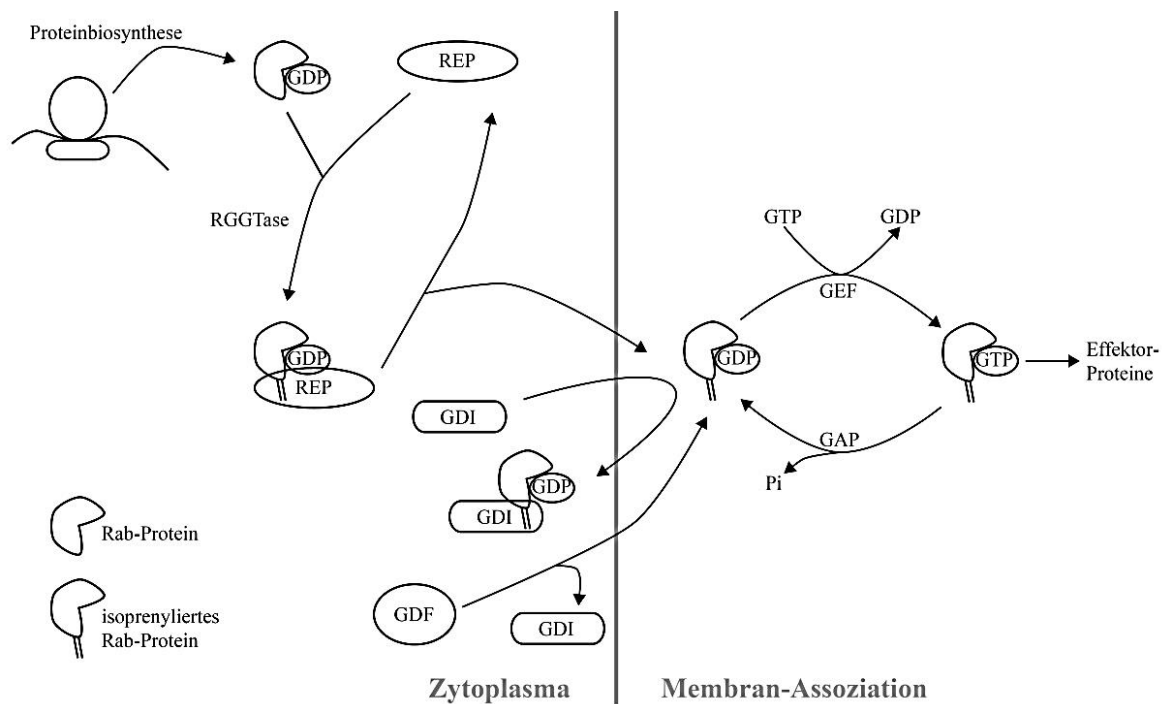 Proteinbiosynthese
GDP
REP
RGGTase
GTP
GDP
GEF
GDP
REP
GDP
GTP
Effektor-
Proteine
GDI
GAP
Pi
GDP
GDI
Rab-Protein
GDF
GDI
isoprenyliertes
Rab-Protein
Zytoplasma
Membran-Assoziation